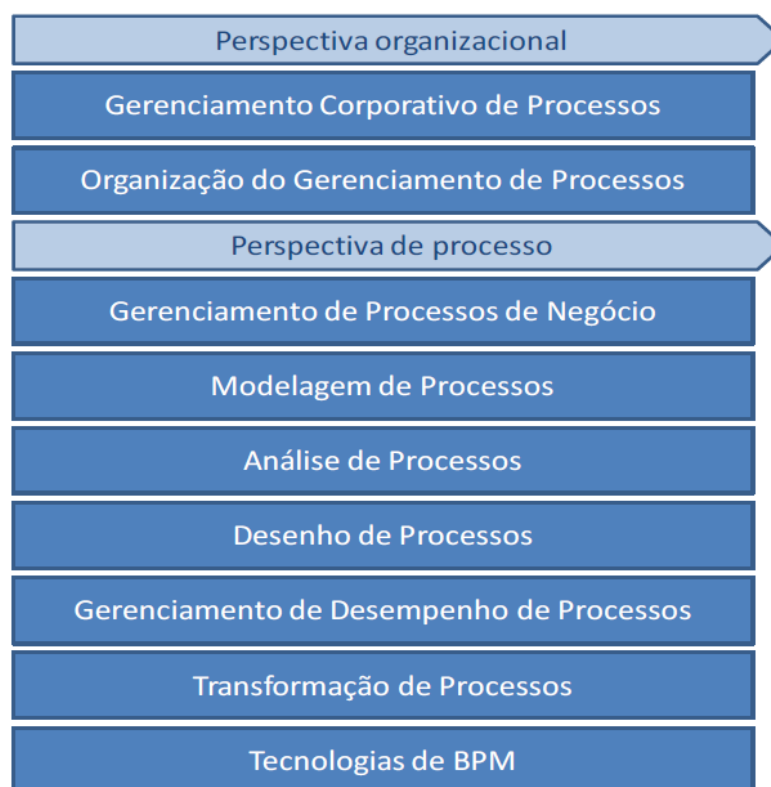 Perspectiva organizacional
Gerenciamento Corporativo de Processos
Organização do Gerenciamento de Processos
Perspectiva de processo
Gerenciamento de Processos de Negócio
Modelagem de Processos
Análise de Processos
Desenho de Processos
Gerenciamento de Desempenho de Processos
Transformação de Processos
Tecnologias de BPM